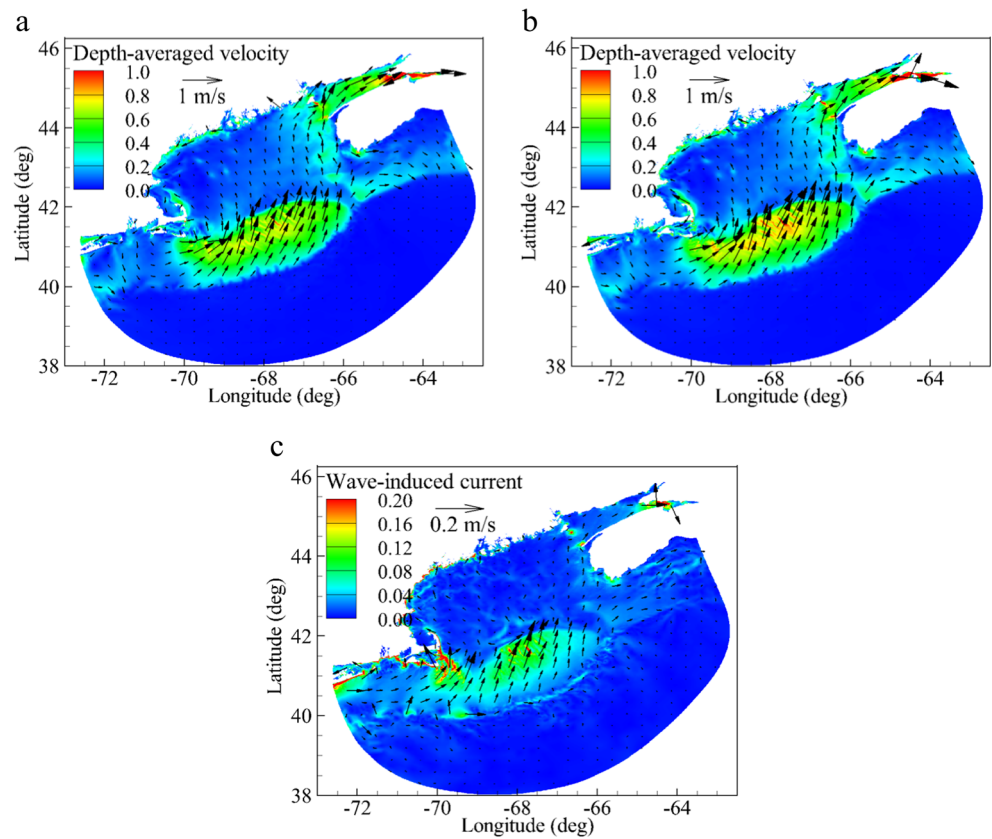 a
Depth-averaged velocity
1.0
0.8
0.6
0.4
0.2
0.0
1 m/s
46
44
42
40
38
Latitude (deg)
-72 -70 -68 -66 -64
Longitude (deg)
b
Depth-averaged velocity
1.0
0.8
0.6
0.4
0.2
0.0
1 m/s
46
44
42
40
38
Latitude (deg)
-72 -70 -68 -66 -64
Longitude (deg)
c
Wave-induced current
0.20
0.16
0.12
0.08
0.04
0.00
0.2 m/s
46
44
42
40
38
Latitude (deg)
-72 -70 -68 -66 -64
Longitude (deg)